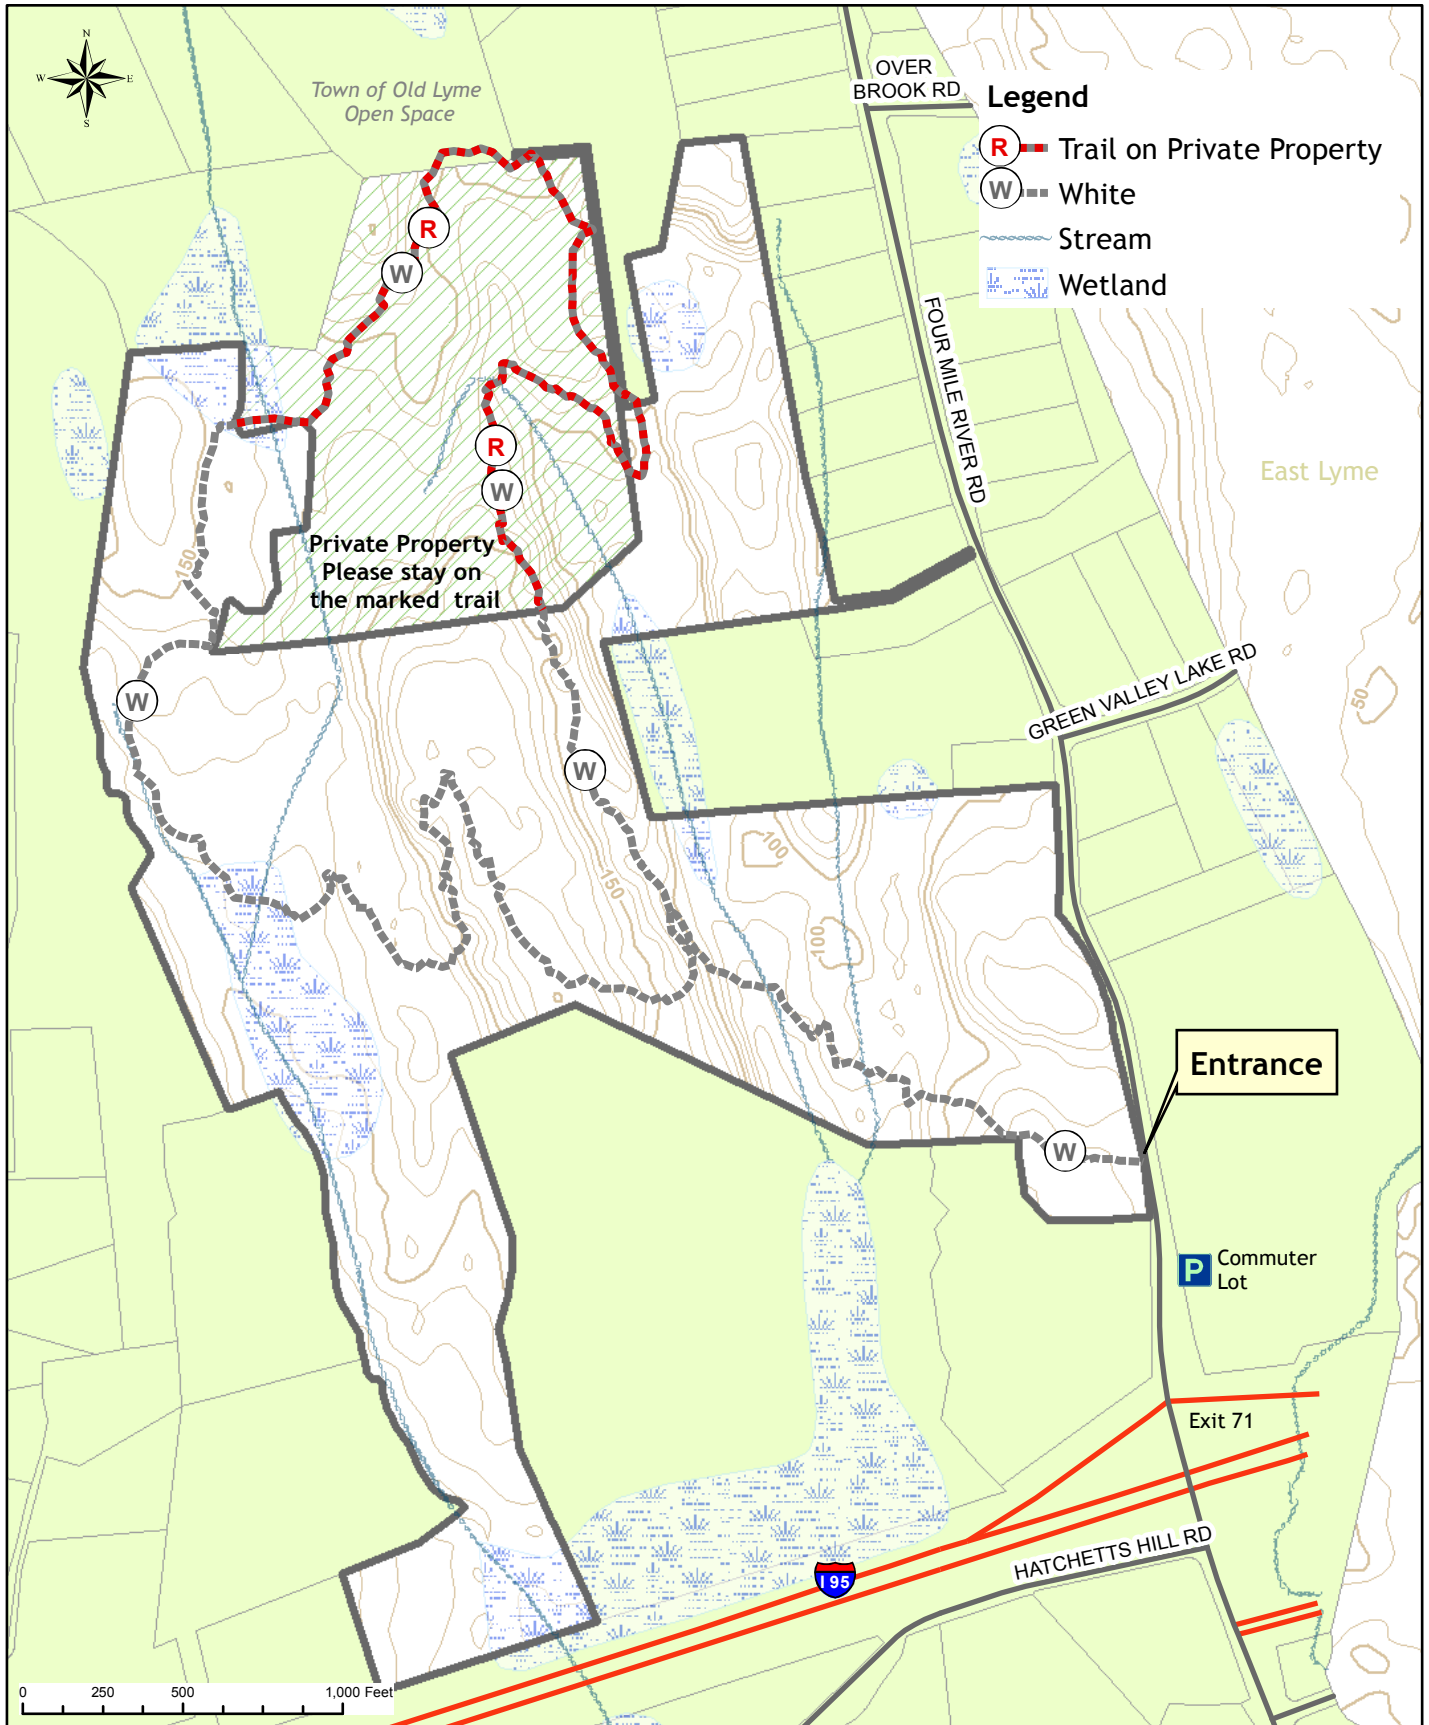 N
W
E
S
Town of Old Lyme
Open Space
OVER
BROOK RD
Legend
R
Trail on Private Property
W
White
Stream
Wetland
R
W
FOUR MILE RIVER RD
East Lyme
R
W
150
Private Property
Please stay on
the marked trail
GREEN VALLEY LAKE RD
50
W
W
100
150
100
Entrance
W
P
Commuter
Lot
Exit 71
HATCHETTS HILL RD
I 95
0
250
500
1,000 Feet